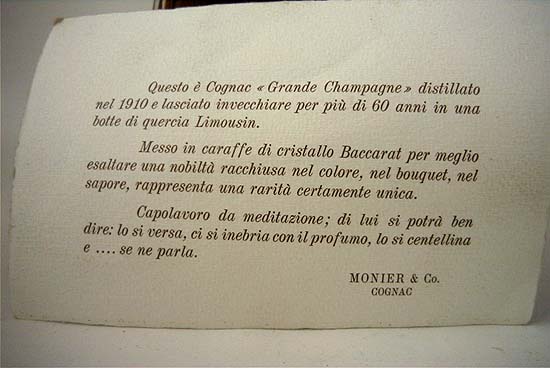 Questo è Cognac « Grande Champagne » distillato
nel 1910 e lasciato invecchiare per più di 60 anni in una
botte di quercia Limousin.
Messo in caraffe di cristallo Baccarat per meglio
esaltare una nobiltà racchiusa nel colore, nel bouquet, nel
sapore, rappresenta una rarità certamente unica.
Capolavoro da meditazione; di lui si potrà ben
dire: lo si versa, ci si inebria con il profumo, lo si centellina
e .... se ne parla.
MONIER & Co.
COGNAC